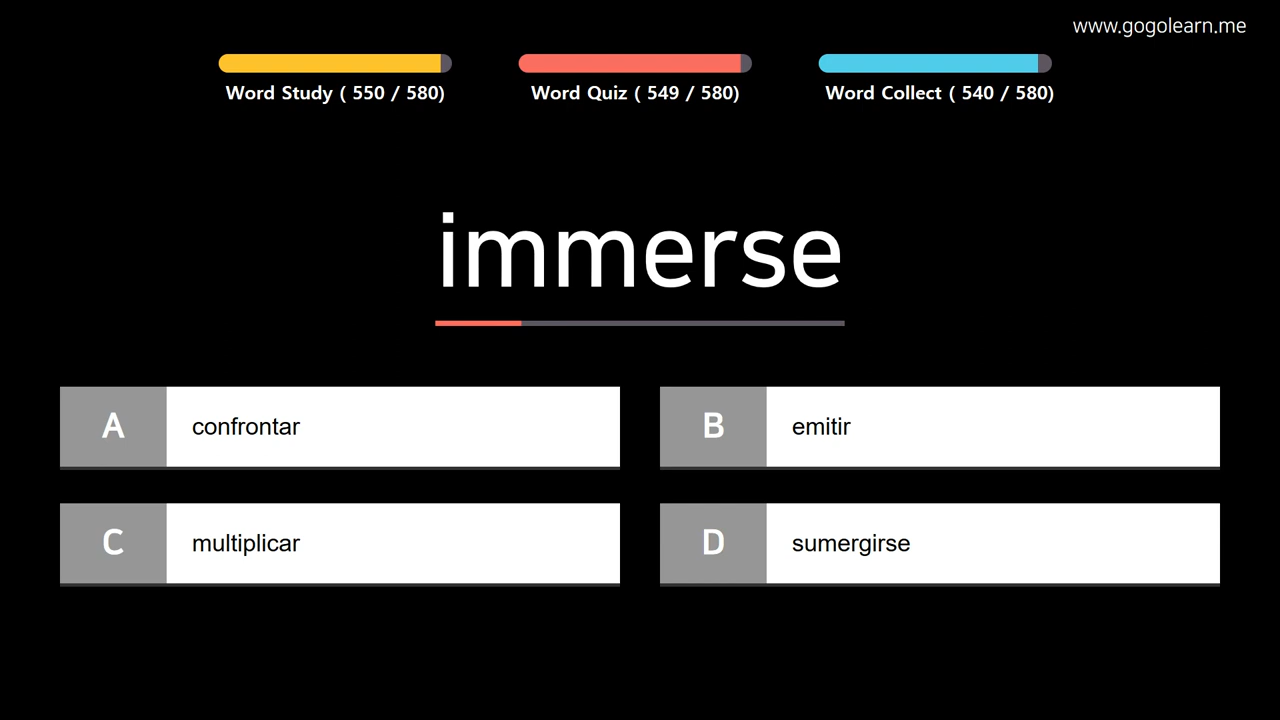 www.gogolearn.me
Word Study ( 550 / 580)
Word Quiz ( 549 / 580)
Word Collect ( 540 / 580)
immerse
A confrontar
B emitir
C multiplicar
D sumergirse